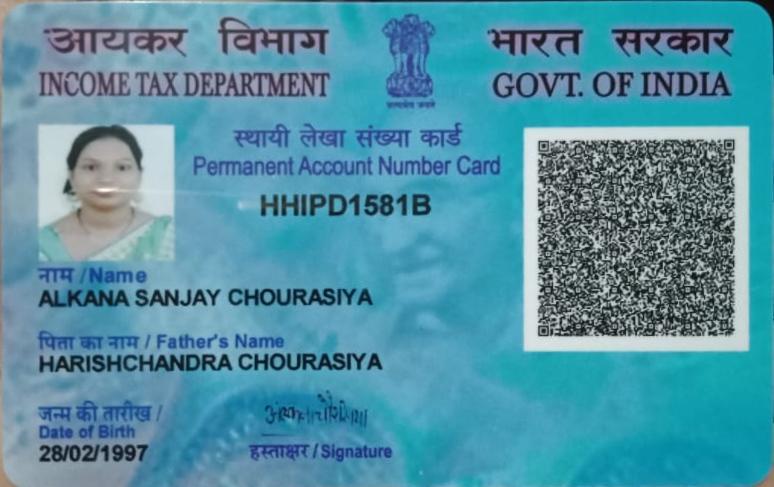 आयकर विभाग
INCOME TAX DEPARTMENT
सत्यमेव जयते
भारत सरकार
GOVT. OF INDIA
स्थायी लेखा संख्या कार्ड
Permanent Account Number Card
HHIPD1581B
नाम / Name
ALKANA SANJAY CHOURASIYA
पिता का नाम / Father's Name
HARISHCHANDRA CHOURASIYA
जन्म की तारीख /
Date of Birth
28/02/1997
हस्ताक्षर / Signature